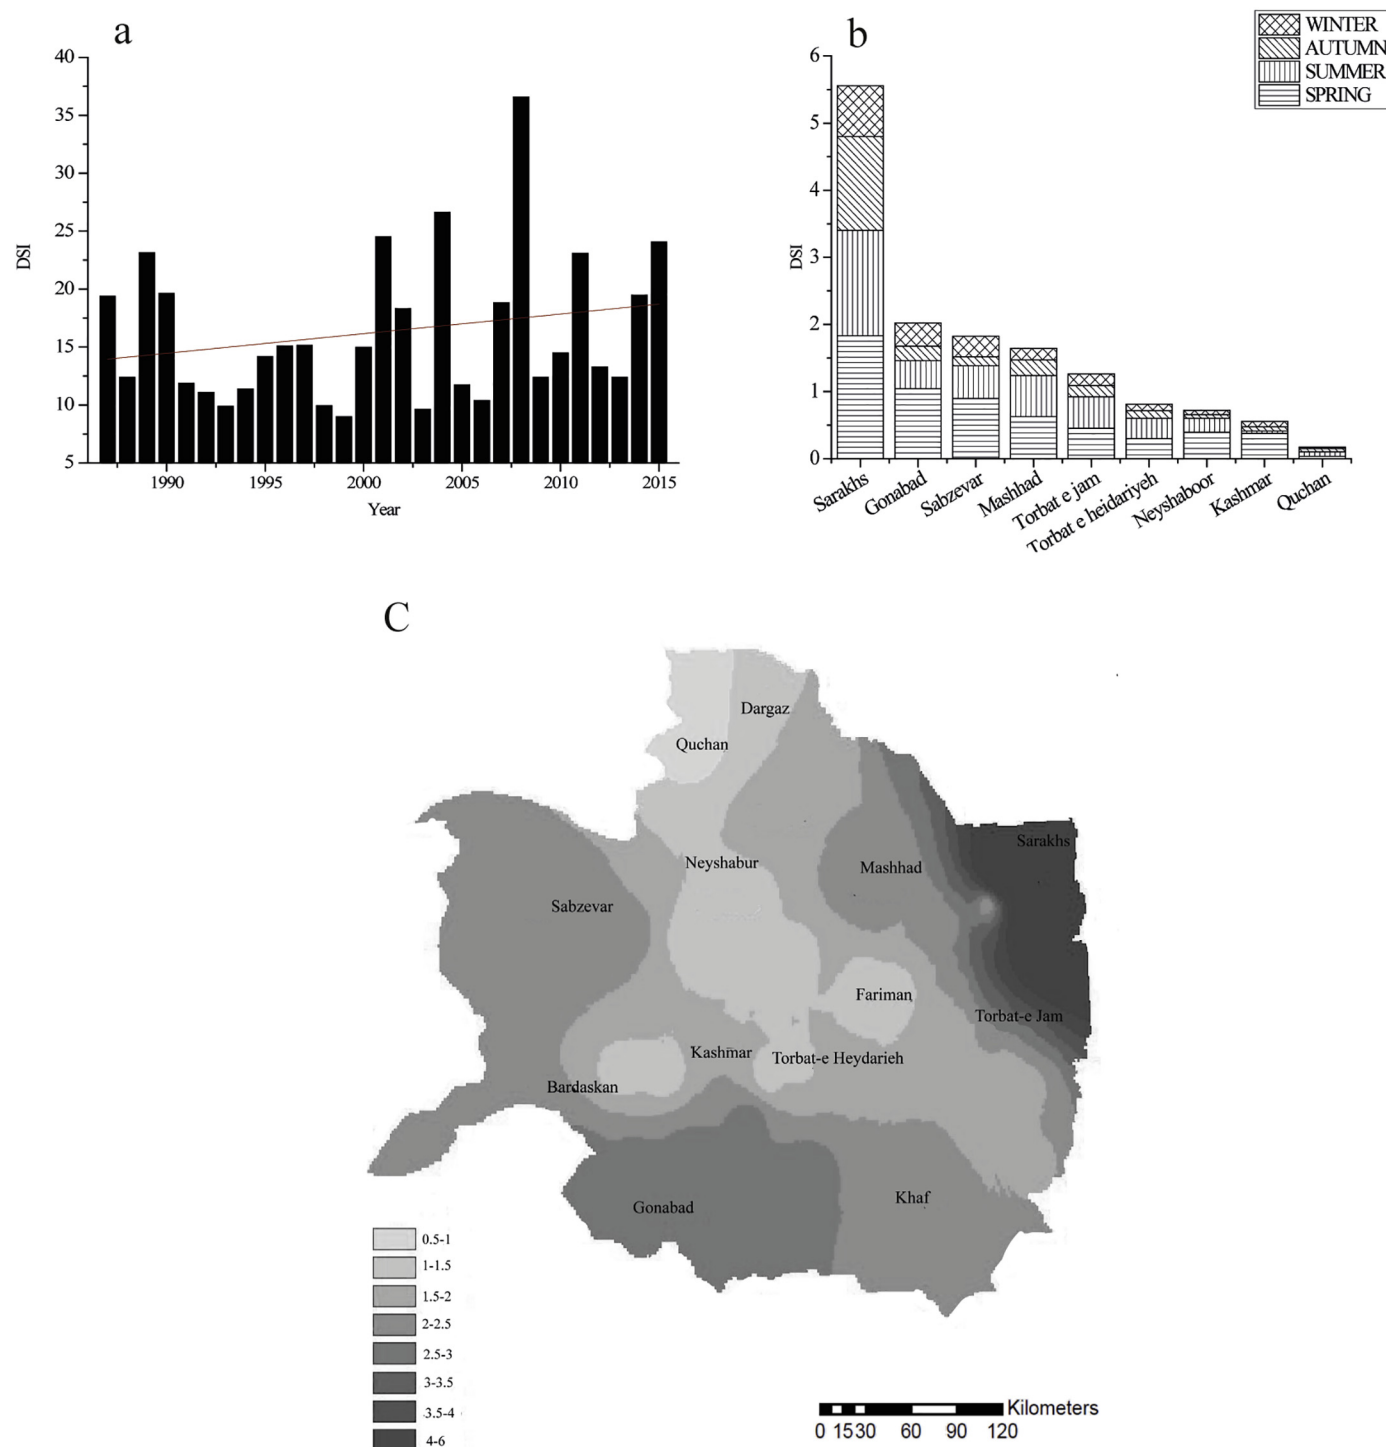 a
40
35
30
25
20
15
10
5
DSI
1990 1995 2000 2005 2010 2015
Year
b
WINTER
AUTUMN
SUMMER
SPRING
6
5
4
3
2
1
0
DSI
Sarakhs
Gonabad
Sabzevar
Mashhad
Torbat e jam
Torbat e heidariyeh
Neyshaboor
Kashmar
Quchan
C
Dargaz
Quchan
Sarakhs
Neyshabur
Mashhad
Sabzevar
Fariman
Torbat-e Jam
Kashmar
Torbat-e Heydarieh
Bardaskan
Khaf
Gonabad
0.5-1
1-1.5
1.5-2
2-2.5
2.5-3
3-3.5
3.5-4
4-6
Kilometers
0 15 30 60 90 120